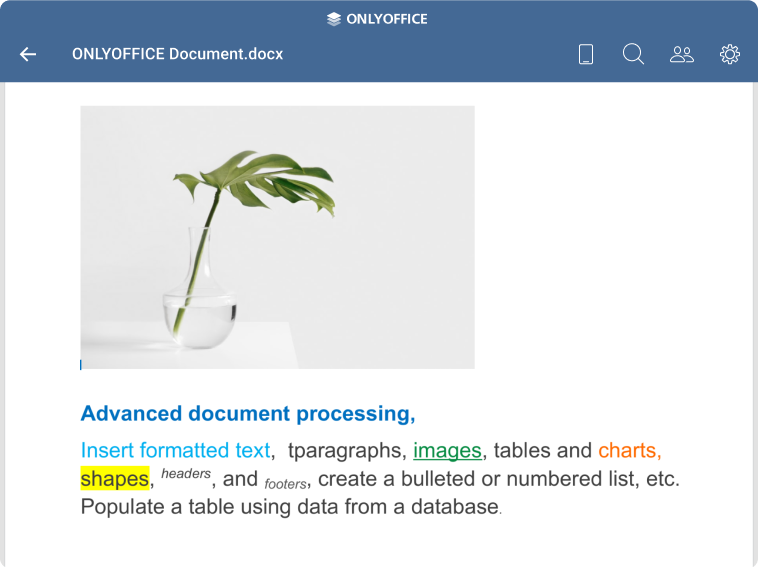 ONLYOFFICE
ONLYOFFICE Document.docx
Advanced document processing,
Insert formatted text,  tparagraphs, images, tables and charts,
shapes, headers, and footers, create a bulleted or numbered list, etc.
Populate a table using data from a database.